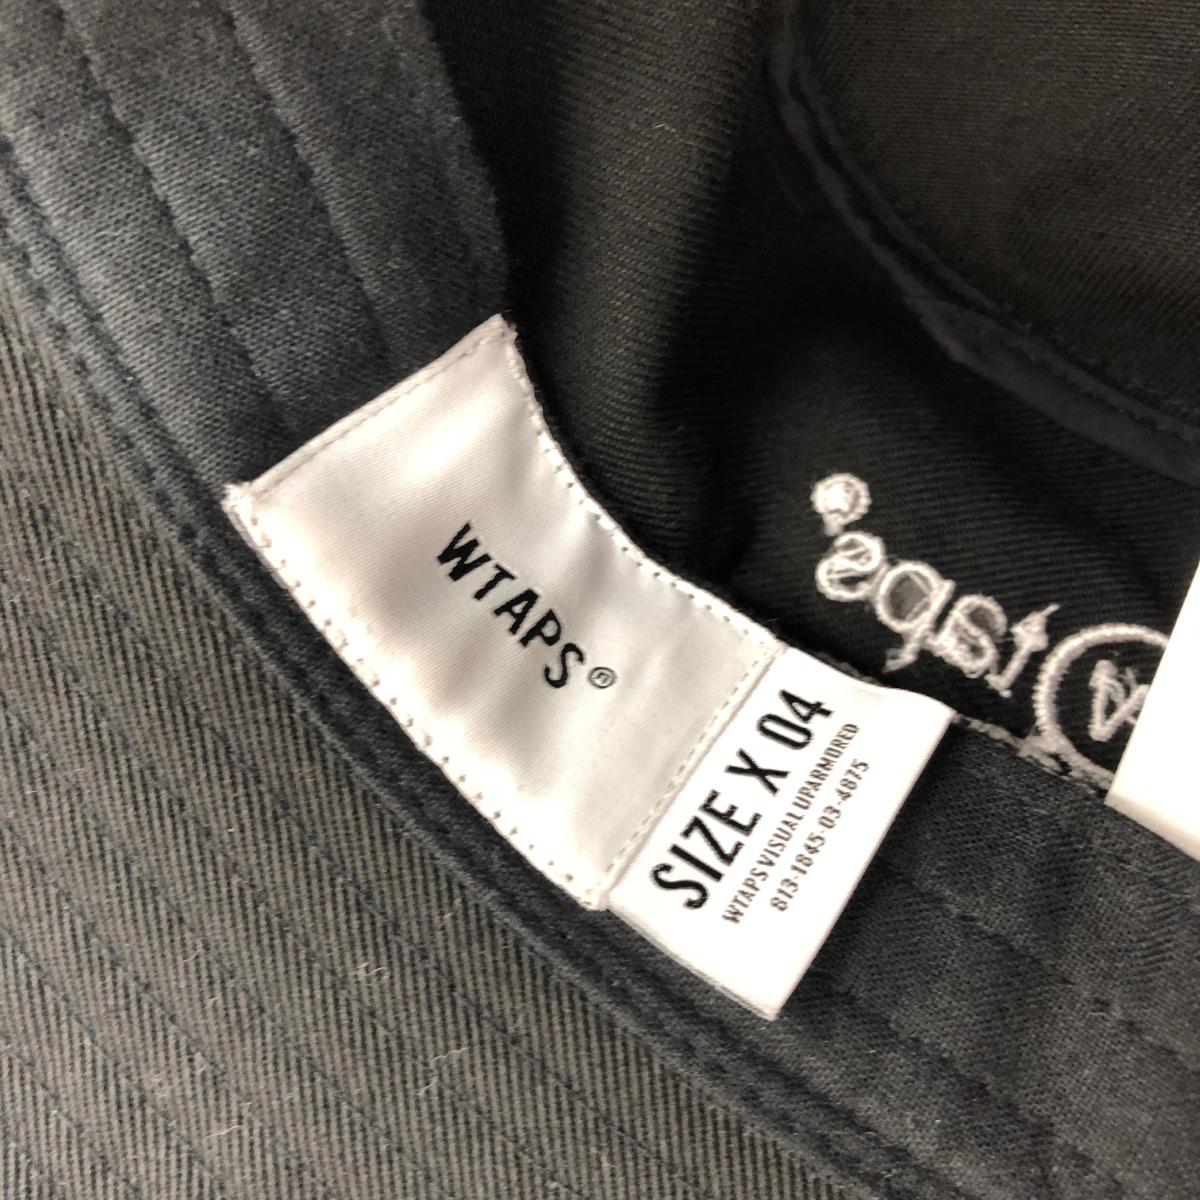 WTAPS®
SIZE X 04
WTAPS VISUAL UPARMORED
813-1845-03-4875